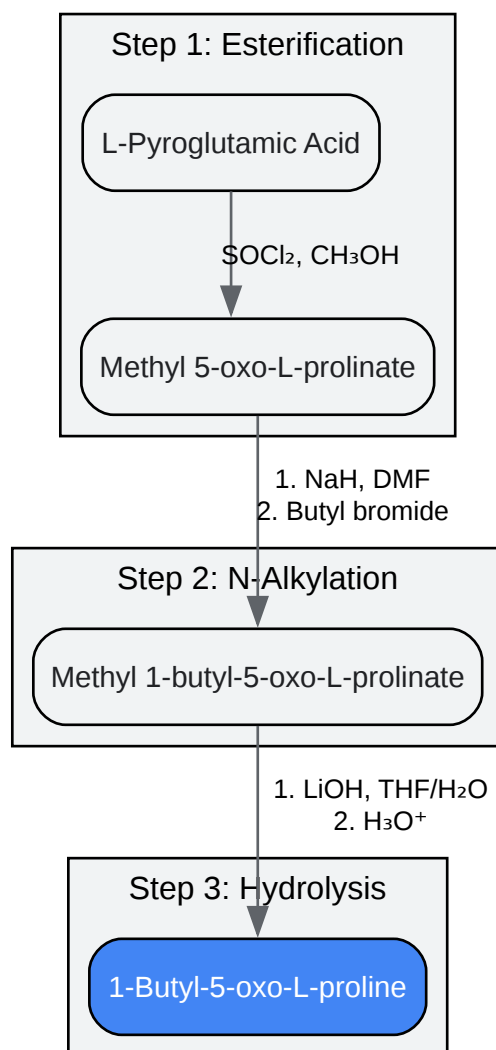 Step 1: Esterification
L-Pyroglutamic Acid
SOCl₂, CH₃OH
Methyl 5-oxo-L-prolinate
1. NaH, DMF
2. Butyl bromide
Step 2: N-Alkylation
Methyl 1-butyl-5-oxo-L-prolinate
1. LiOH, THF/H₂O
2. H₃O⁺
Step 3: Hydrolysis
1-Butyl-5-oxo-L-proline